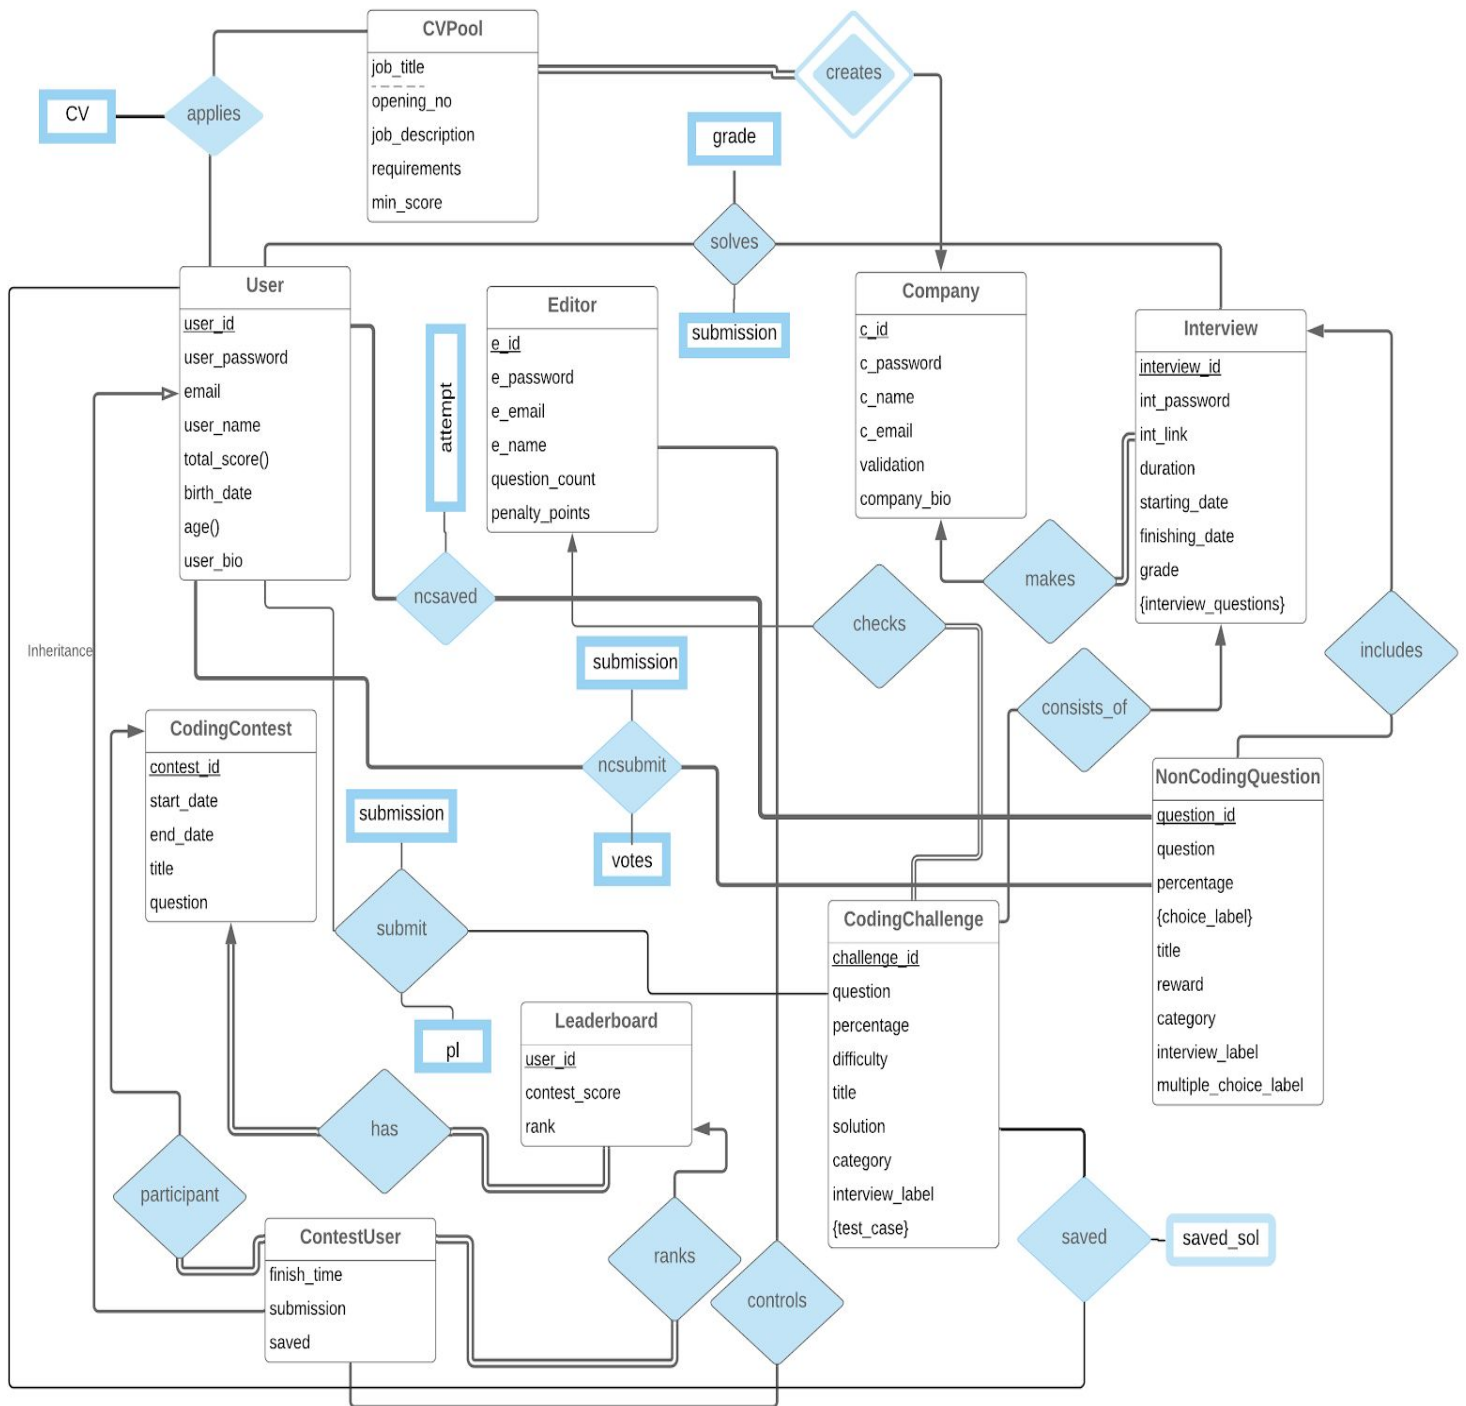 CVPool
job_title
opening_no
job_description
requirements
min_score
creates
CV
applies
grade
solves
submission
User
user_id
user_password
email
user_name
total_score()
birth_date
age()
user_bio
attempt
Editor
e_id
e_password
e_email
e_name
question_count
penalty_points
Company
c_id
c_password
c_name
c_email
validation
company_bio
Interview
interview_id
int_password
int_link
duration
starting_date
finishing_date
grade
{interview_questions}
ncsaved
checks
makes
includes
Inheritance
submission
ncsubmit
votes
consists_of
CodingContest
contest_id
start_date
end_date
title
question
submission
submit
pl
NonCodingQuestion
question_id
question
percentage
{choice_label}
title
reward
category
interview_label
multiple_choice_label
CodingChallenge
challenge_id
question
percentage
difficulty
title
solution
category
interview_label
{test_case}
Leaderboard
user_id
contest_score
rank
has
participant
ContestUser
finish_time
submission
saved
ranks
controls
saved
saved_sol